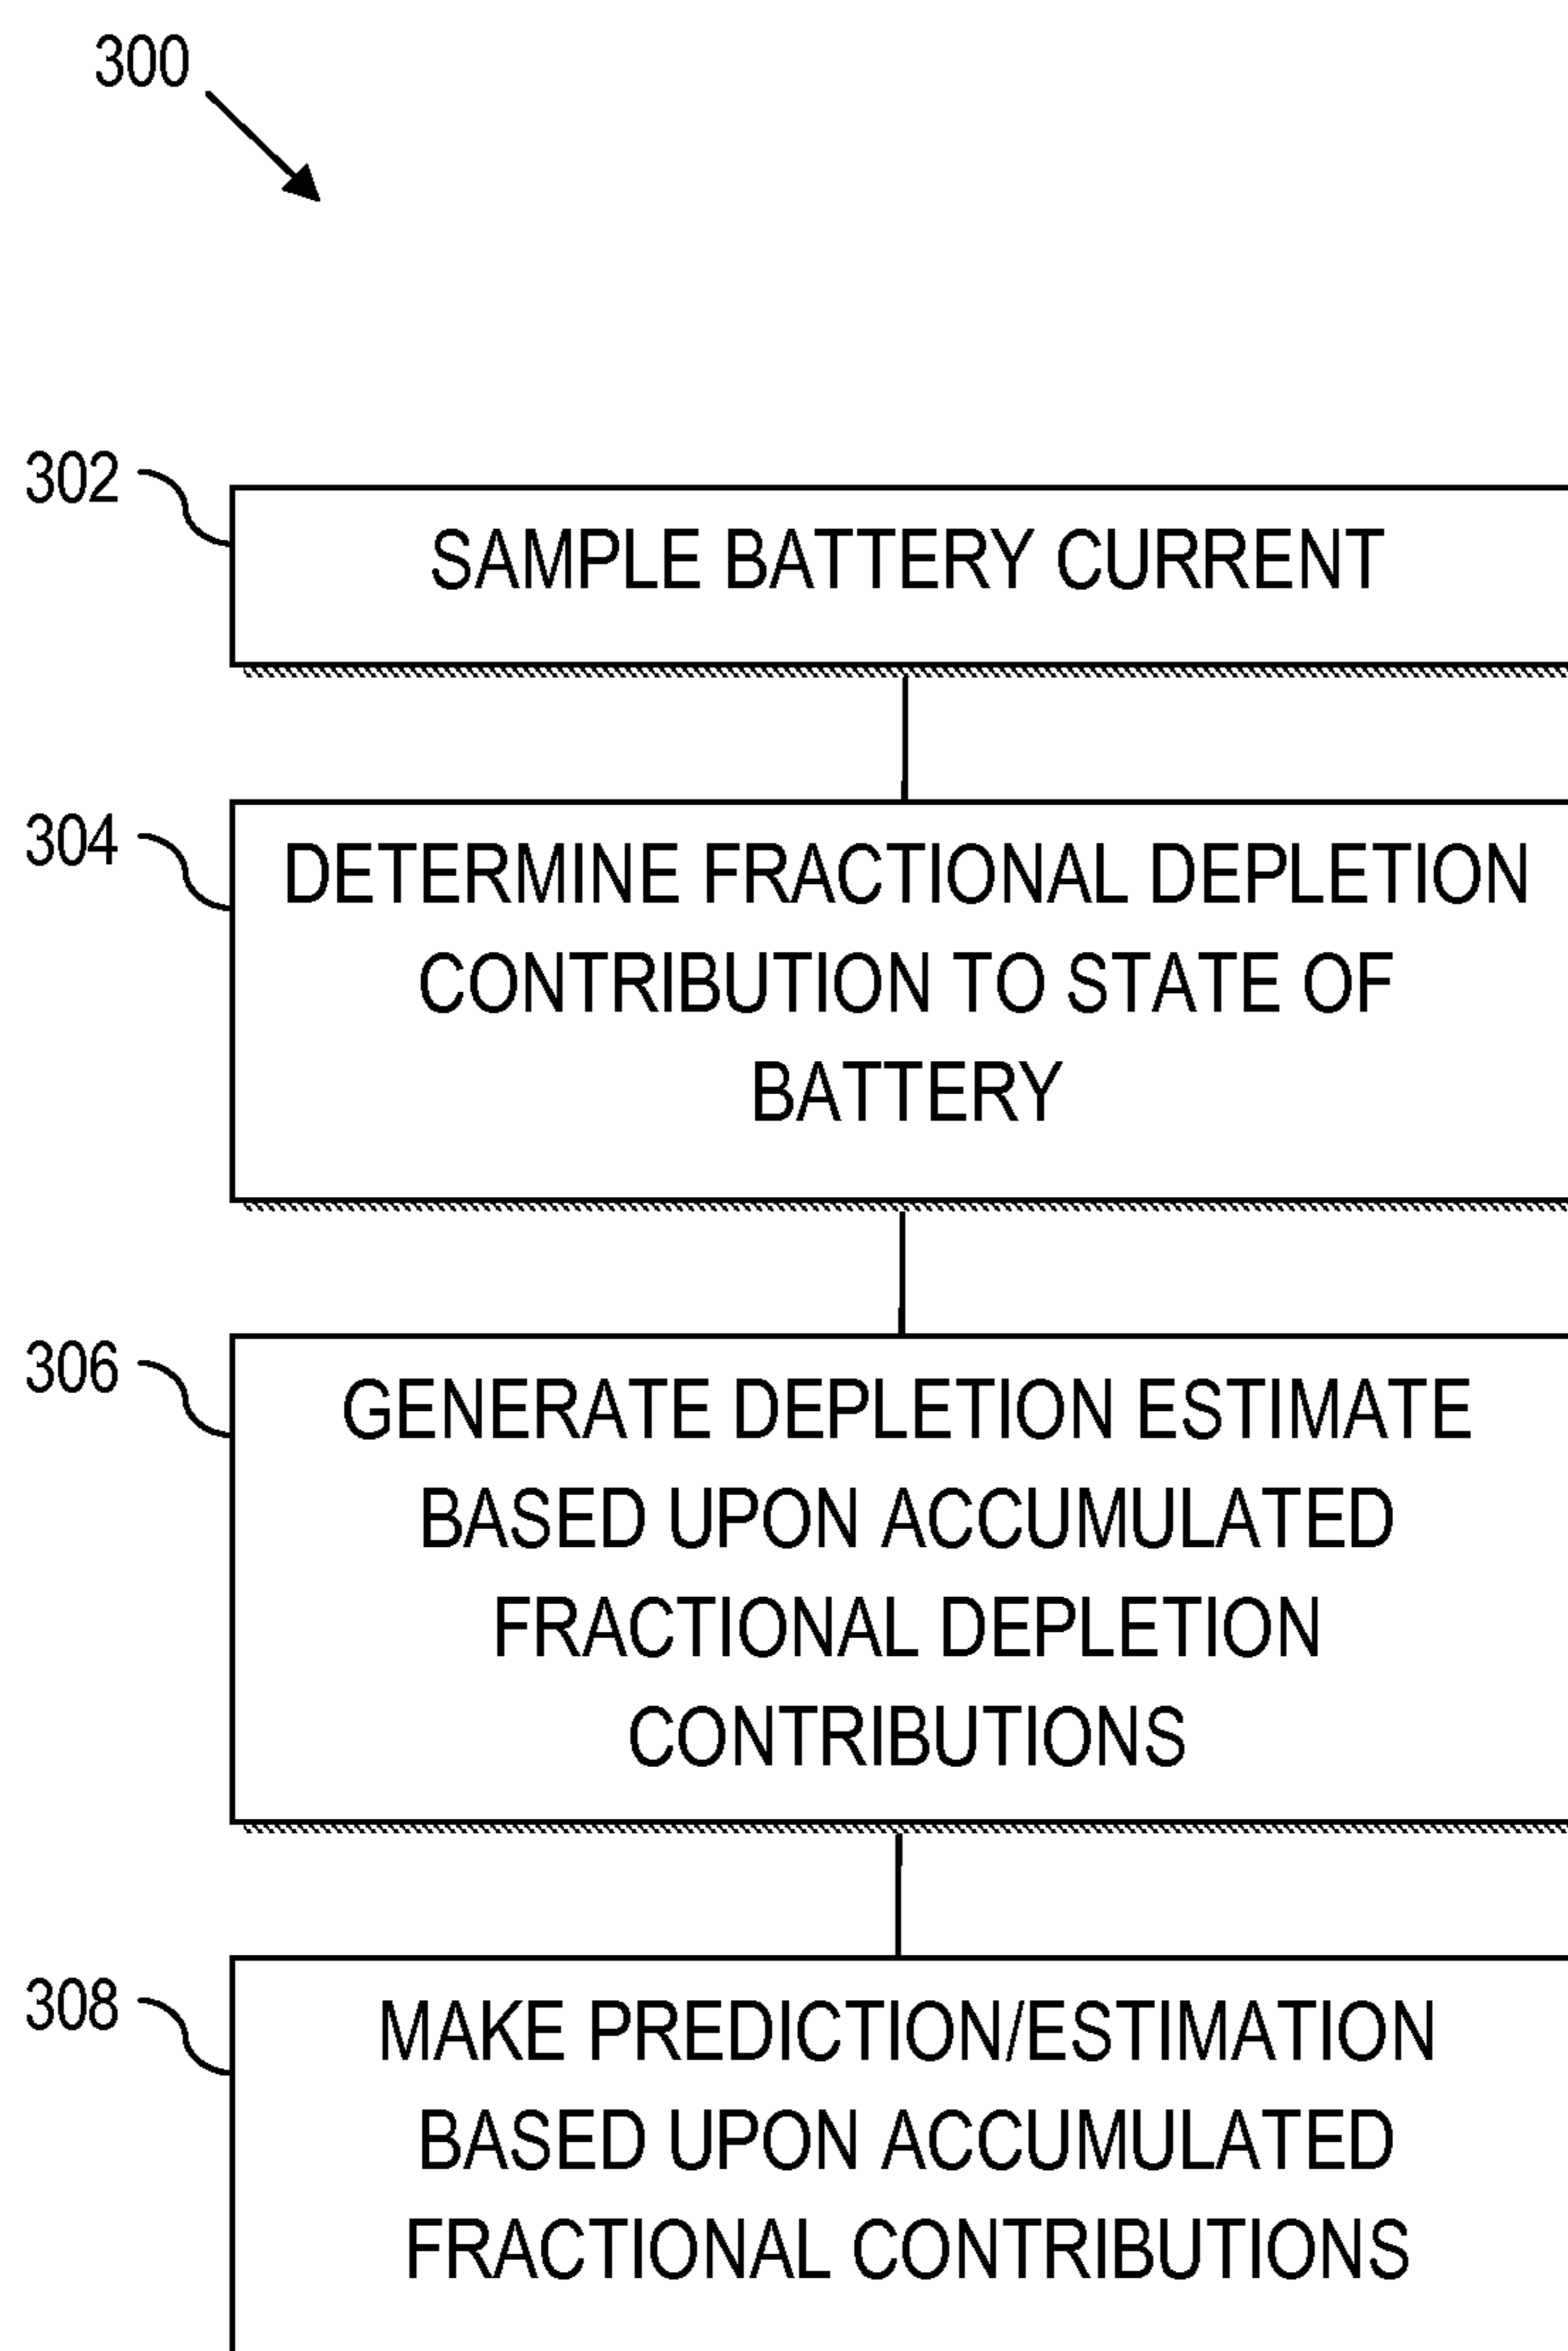 300
302
SAMPLE BATTERY CURRENT
304
DETERMINE FRACTIONAL DEPLETION
CONTRIBUTION TO STATE OF
BATTERY
306
GENERATE DEPLETION ESTIMATE
BASED UPON ACCUMULATED
FRACTIONAL DEPLETION
CONTRIBUTIONS
308
MAKE PREDICTION/ESTIMATION
BASED UPON ACCUMULATED
FRACTIONAL CONTRIBUTIONS